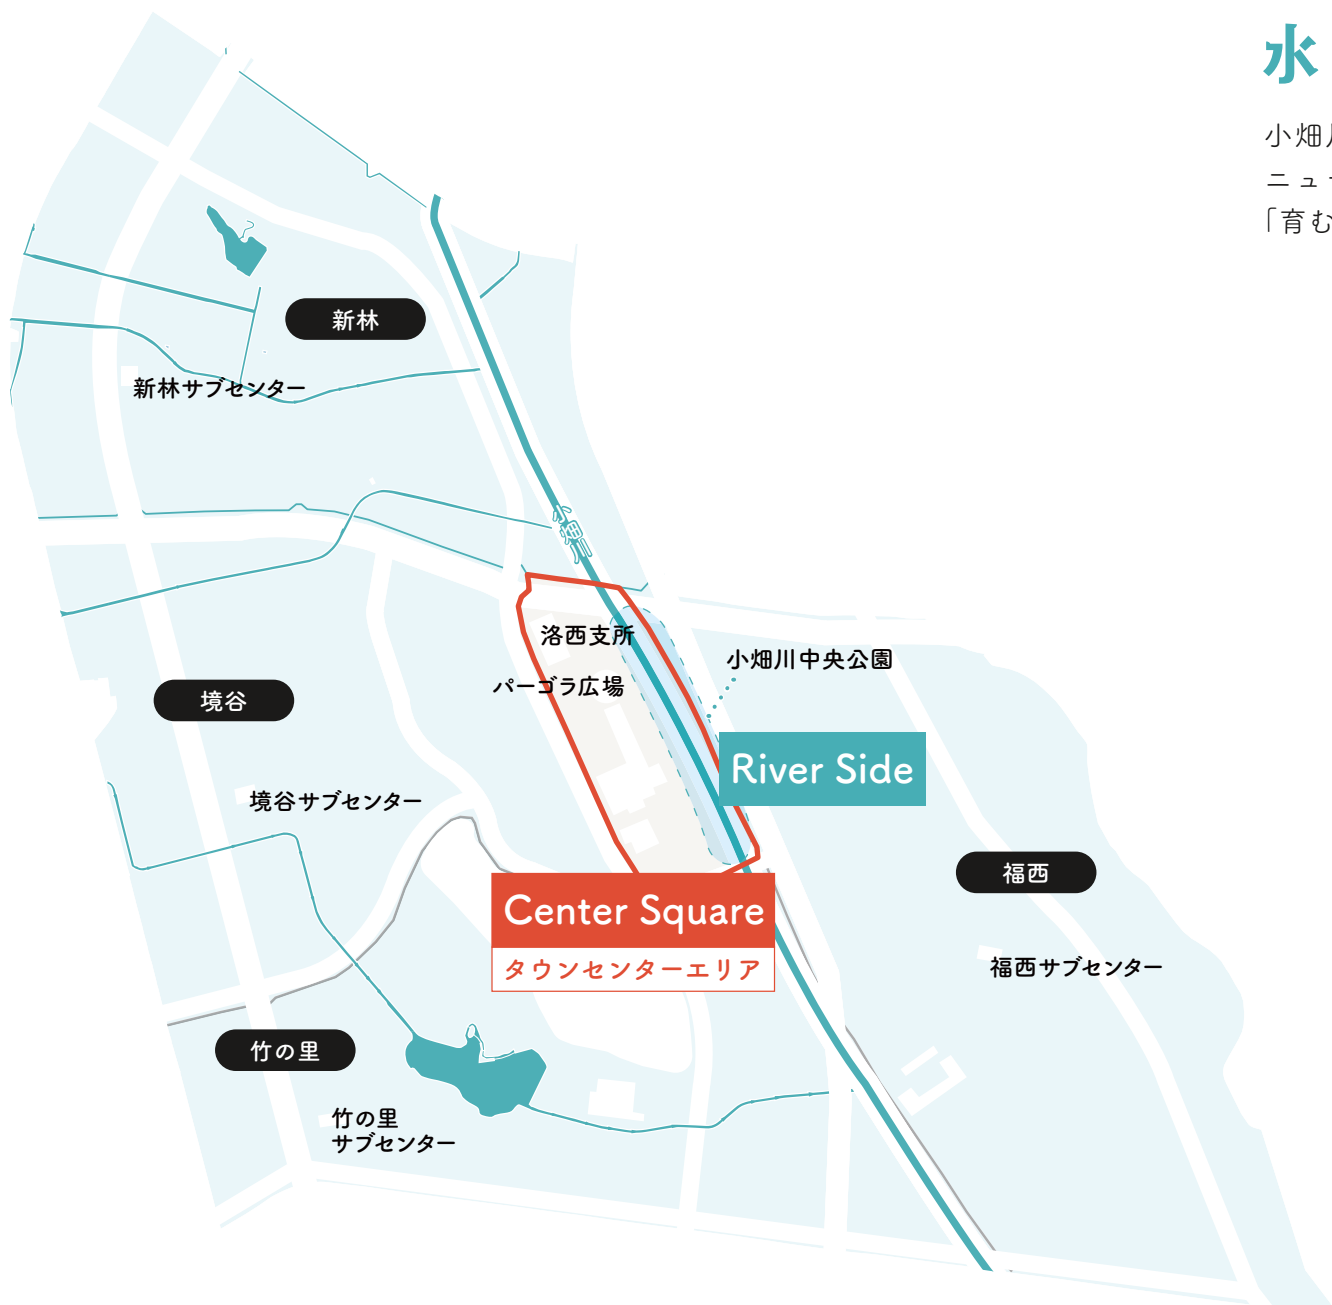 水
小畑川
ニュー
「育む
新林
新林サブセンター
小畑川
洛西支所
小畑川中央公園
パーゴラ広場
境谷
River Side
境谷サブセンター
福西
Center Square
タウンセンターエリア
福西サブセンター
竹の里
竹の里
サブセンター